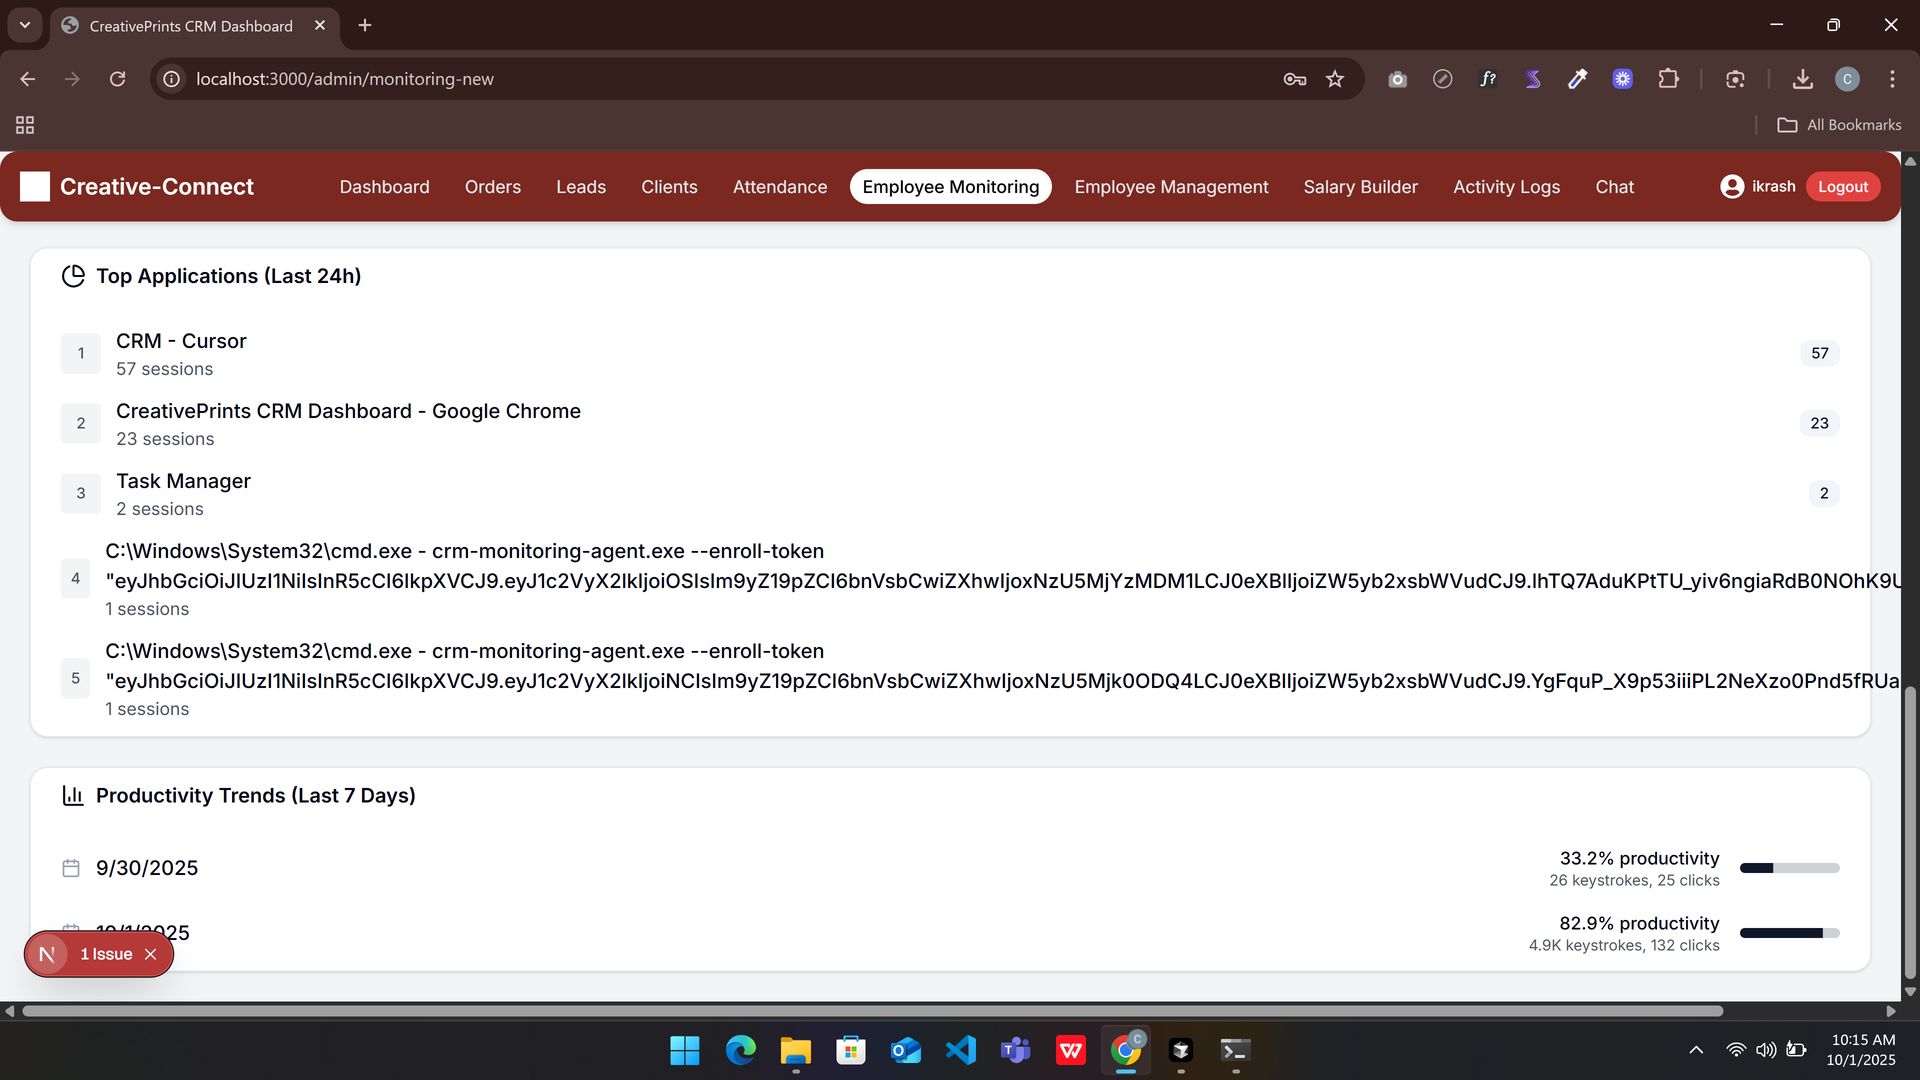 CreativePrints CRM Dashboard
localhost:3000/admin/monitoring-new
C
All Bookmarks
Creative-Connect
Dashboard
Orders
Leads
Clients
Attendance
Employee Monitoring
Employee Management
Salary Builder
Activity Logs
Chat
ikrash
Logout
Top Applications (Last 24h)
1
CRM - Cursor
57 sessions
57
2
CreativePrints CRM Dashboard - Google Chrome
23 sessions
23
3
Task Manager
2 sessions
2
4
C:\Windows\System32\cmd.exe - crm-monitoring-agent.exe --enroll-token
"eyJhbGciOiJIUzI1NiIsInR5cCI6IkpXVCJ9.eyJ1c2VyX2lkIjoiOSIsIm9yZ19pZCI6bnVsbCwiZXhwIjoxNzU5MjYzMDM1LCJ0eXBlIjoiZW5yb2xsbWVudCJ9.IhTQ7AduKPtTU_yiv6ngiaRdB0NOhK9U
1 sessions
5
C:\Windows\System32\cmd.exe - crm-monitoring-agent.exe --enroll-token
"eyJhbGciOiJIUzI1NiIsInR5cCI6IkpXVCJ9.eyJ1c2VyX2lkIjoiNCIsIm9yZ19pZCI6bnVsbCwiZXhwIjoxNzU5Mjk0ODQ4LCJ0eXBlIjoiZW5yb2xsbWVudCJ9.YgFquP_X9p53iiiPL2NeXzo0Pnd5fRUa
1 sessions
Productivity Trends (Last 7 Days)
9/30/2025
33.2% productivity
26 keystrokes, 25 clicks
10/1/2025
82.9% productivity
4.9K keystrokes, 132 clicks
N
1 Issue
10:15 AM
10/1/2025